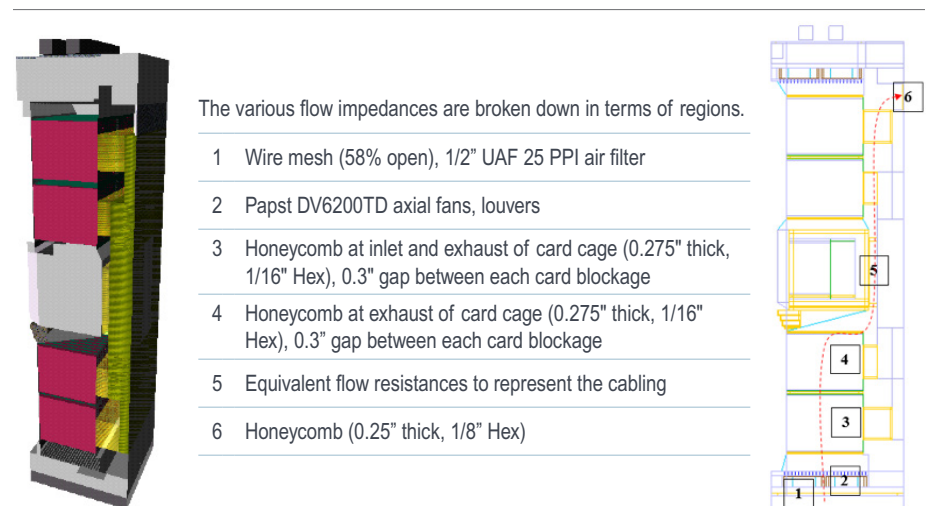 The various flow impedances are broken down in terms of regions.
1 Wire mesh (58% open), 1/2” UAF 25 PPI air filter
2 Papst DV6200TD axial fans, louvers
3 Honeycomb at inlet and exhaust of card cage (0.275" thick,
1/16" Hex), 0.3" gap between each card blockage
4 Honeycomb at exhaust of card cage (0.275" thick, 1/16"
Hex), 0.3” gap between each card blockage
5 Equivalent flow resistances to represent the cabling
6 Honeycomb (0.25” thick, 1/8” Hex)
6
5
4
3
2
1